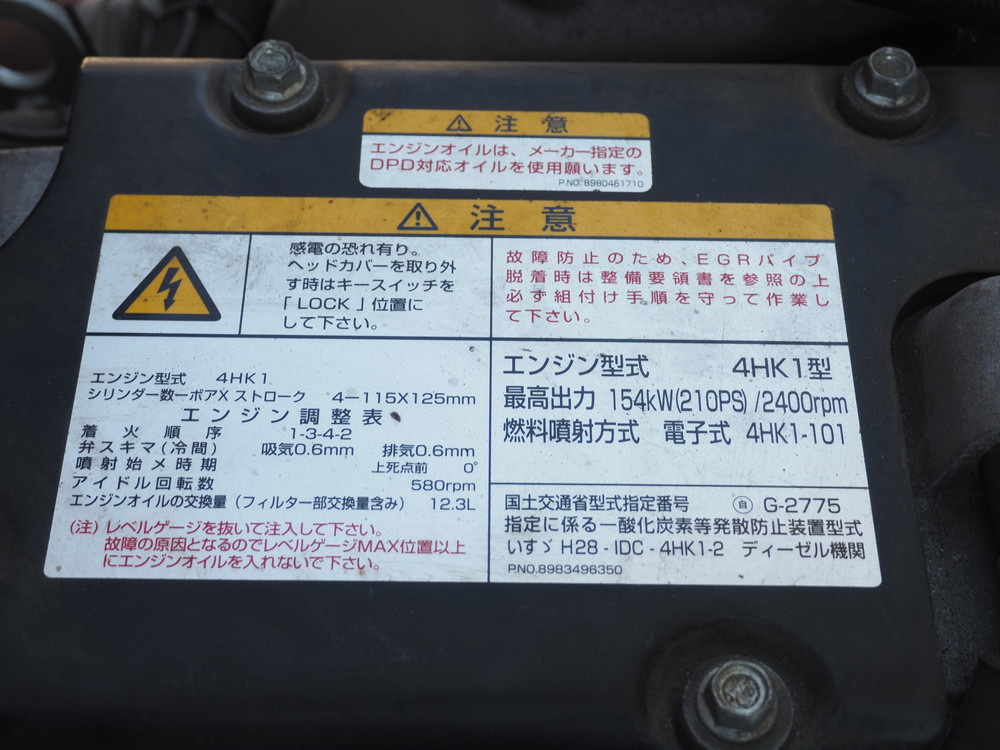 注意
エンジンオイルは、メーカー指定の
DPD対応オイルを使用願います。
P.NO.8980461710
注意
感電の恐れ有り。
ヘッドカバーを取り外
す時はキースイッチを
「LOCK」位置に
して下さい。
故障防止のため、EGRパイプ
脱着時は整備要領書を参照の上
必ず組付け手順を守って作業し
て下さい。
エンジン型式 4HK1
シリンダー数ーボアX ストローク 4-115X125mm
エンジン調整表
着火順序 1-3-4-2
弁スキマ(冷間) 吸気0.6mm 排気0.6mm
噴射始メ時期 上死点前 0°
アイドル回転数 580rpm
エンジンオイルの交換量(フィルター部交換量含み) 12.3L
(注) レベルゲージを抜いて注入して下さい。
故障の原因となるのでレベルゲージMAX位置以上
にエンジンオイルを入れないで下さい。
エンジン型式 4HK1型
最高出力 154kW(210PS)/2400rpm
燃料噴射方式 電子式 4HK1-101
国土交通省型式指定番号 自 G-2775
指定に係る一酸化炭素等発散防止装置型式
いすゞ H28-IDC-4HK1-2 ディーゼル機関
P.NO.8983496350